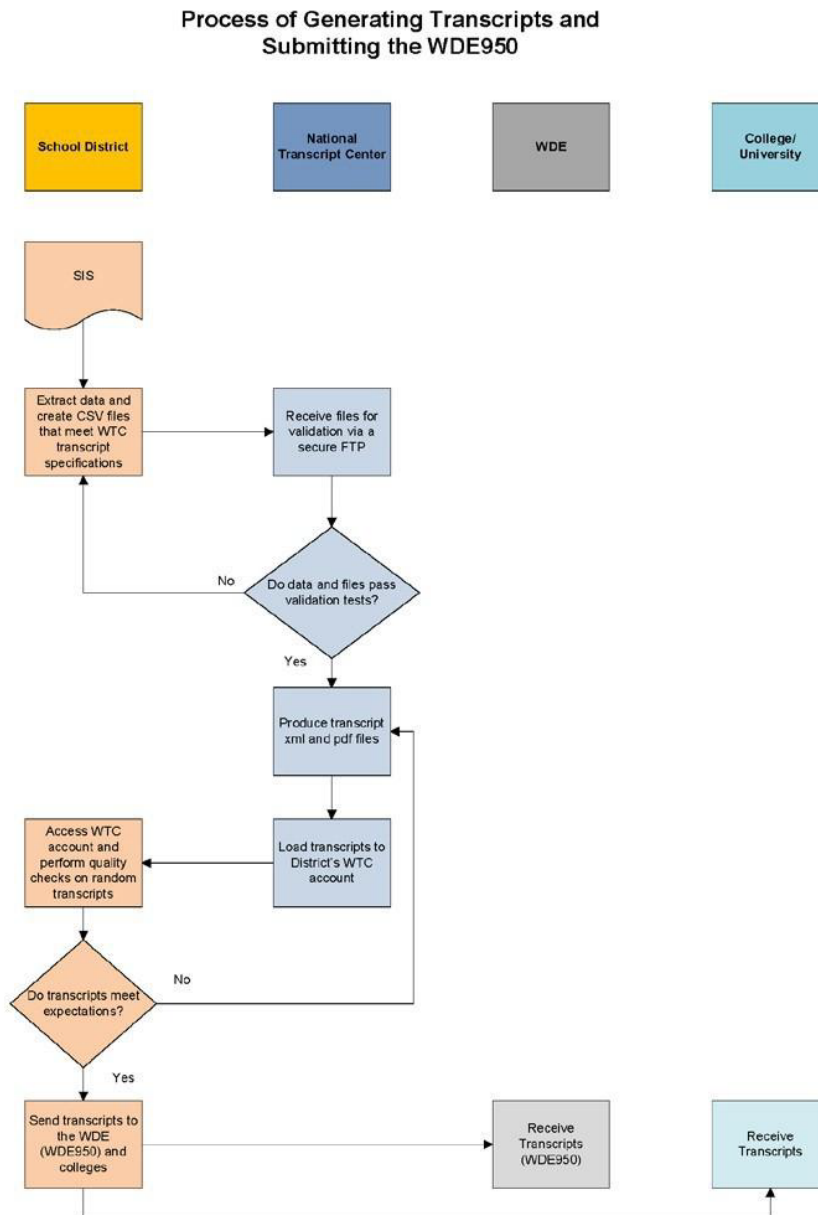 Process of Generating Transcripts and
Submitting the WDE950
School District
National
Transcript Center
WDE
College/
University
SIS
Extract data and
create CSV files
that meet WTC
transcript
specifications
Receive files for
validation via a
secure FTP
No
Do data and files pass
validation tests?
Yes
Produce transcript
xml and pdf files
Access WTC
account and
perform quality
checks on random
transcripts
Load transcripts to
District's WTC
account
No
Do transcripts meet
expectations?
Yes
Send transcripts to
the WDE
(WDE950) and
colleges
Receive
Transcripts
(WDE950)
Receive
Transcripts